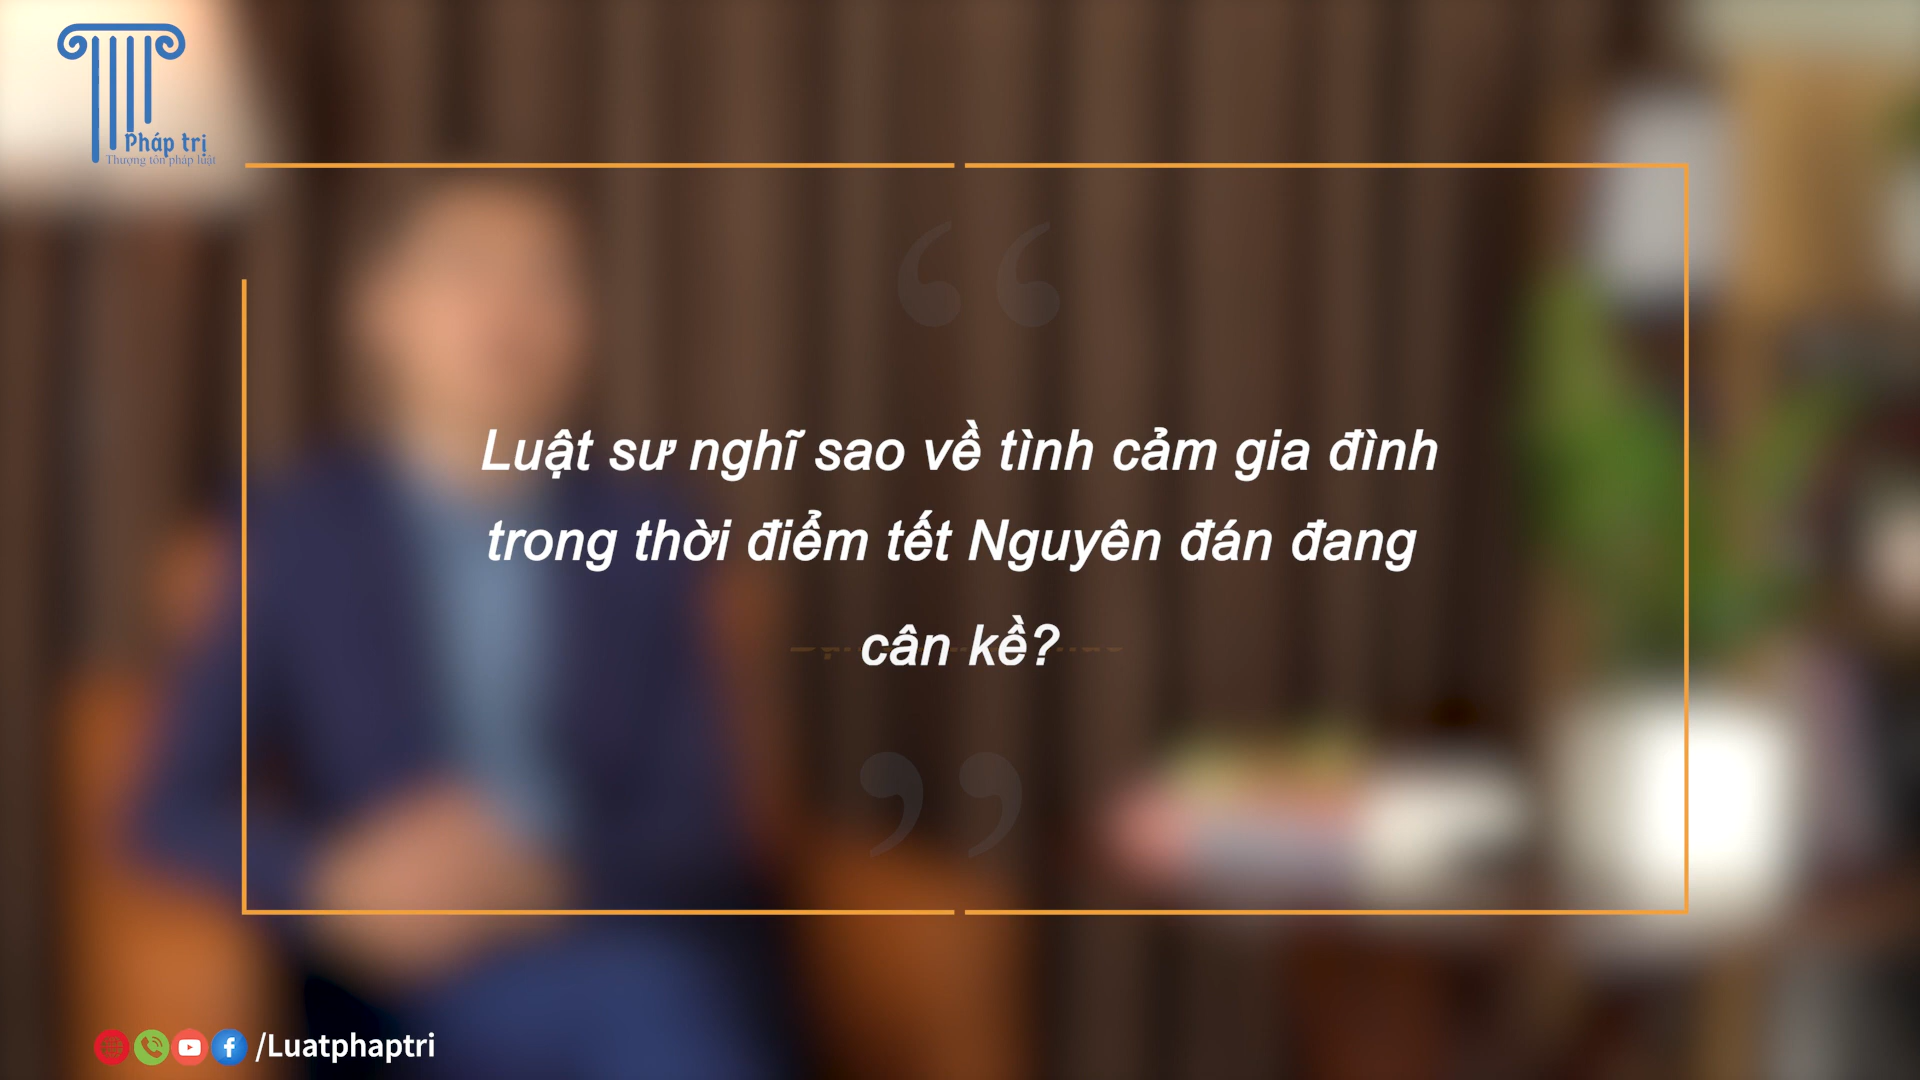 Pháp trị
Thượng tôn pháp luật
Luật sư nghĩ sao về tình cảm gia đình
trong thời điểm tết Nguyên đán đang
cân kề?
/Luatphaptri